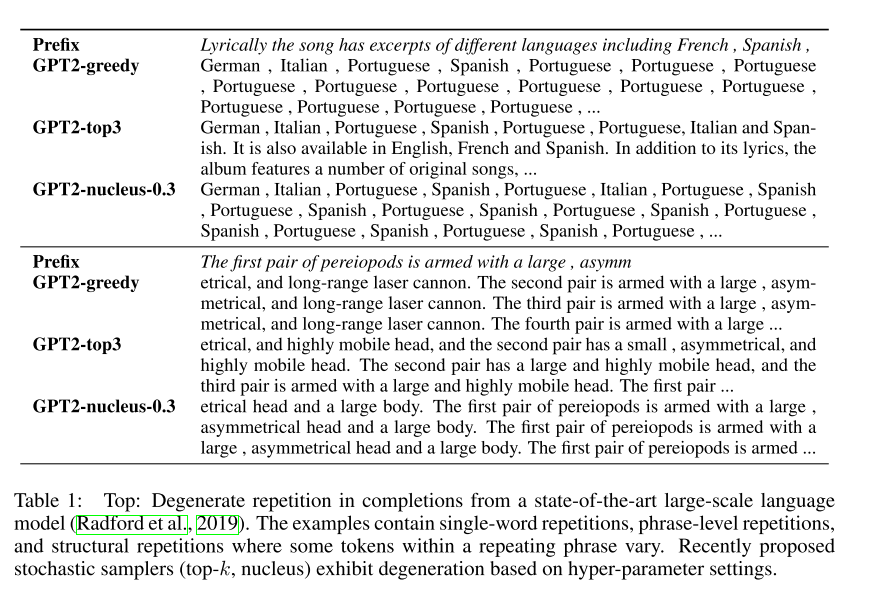 Prefix Lyrically the song has excerpts of different languages including French , Spanish ,
GPT2-greedy German , Italian , Portuguese , Spanish , Portuguese , Portuguese , Portuguese
, Portuguese , Portuguese , Portuguese , Portuguese , Portuguese , Portuguese ,
Portuguese , Portuguese , Portuguese , Portuguese , ...
GPT2-top3 German , Italian , Portuguese , Spanish , Portuguese , Portuguese, Italian and Span-
ish. It is also available in English, French and Spanish. In addition to its lyrics, the
album features a number of original songs, ...
GPT2-nucleus-0.3 German , Italian , Portuguese , Spanish , Portuguese , Italian , Portuguese , Spanish
, Portuguese , Spanish , Portuguese , Spanish , Portuguese , Spanish , Portuguese ,
Spanish , Portuguese , Spanish , Portuguese , Spanish , Portuguese , ...
Prefix The first pair of pereiopods is armed with a large , asymm
GPT2-greedy etrical, and long-range laser cannon. The second pair is armed with a large , asym-
metrical, and long-range laser cannon. The third pair is armed with a large , asym-
metrical, and long-range laser cannon. The fourth pair is armed with a large ...
GPT2-top3 etrical, and highly mobile head, and the second pair has a small , asymmetrical, and
highly mobile head. The second pair has a large and highly mobile head, and the
third pair is armed with a large and highly mobile head. The first pair ...
GPT2-nucleus-0.3 etrical head and a large body. The first pair of pereiopods is armed with a large ,
asymmetrical head and a large body. The first pair of pereiopods is armed with a
large , asymmetrical head and a large body. The first pair of pereiopods is armed ...
Table 1: Top: Degenerate repetition in completions from a state-of-the-art large-scale language
model (Radford et al., 2019). The examples contain single-word repetitions, phrase-level repetitions,
and structural repetitions where some tokens within a repeating phrase vary. Recently proposed
stochastic samplers (top-k, nucleus) exhibit degeneration based on hyper-parameter settings.